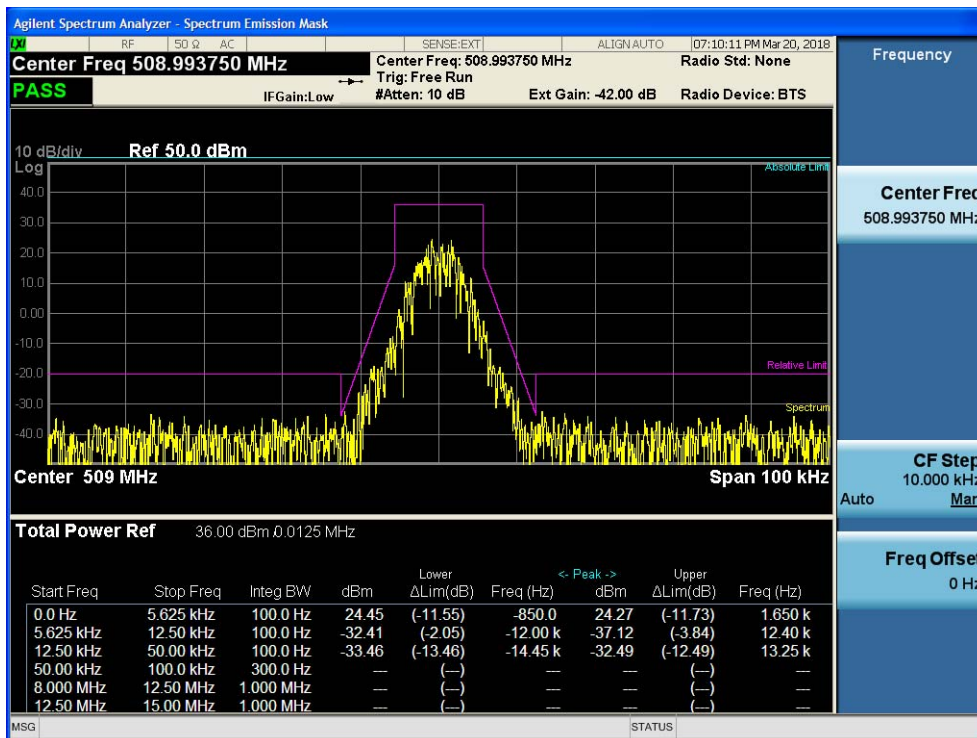 Agilent Spectrum Analyzer - Spectrum Emission Mask
LXI RF 50 Ω AC SENSE:EXT ALIGN AUTO 07:10:11 PM Mar 20, 2018
Center Freq 508.993750 MHz Center Freq: 508.993750 MHz Radio Std: None
Trig: Free Run
PASS IFGain:Low #Atten: 10 dB Ext Gain: -42.00 dB Radio Device: BTS
10 dB/div Ref 50.0 dBm
Log
Absolute Limit
40.0
30.0
20.0
10.0
0.00
-10.0
-20.0
Relative Limit
-30.0
Spectrum
-40.0
Center 509 MHz Span 100 kHz
Total Power Ref 36.00 dBm /0.0125 MHz
Lower <- Peak -> Upper
Start Freq Stop Freq Integ BW dBm ΔLim(dB) Freq (Hz) dBm ΔLim(dB) Freq (Hz)
0.0 Hz 5.625 kHz 100.0 Hz 24.45 (-11.55) -850.0 24.27 (-11.73) 1.650 k
5.625 kHz 12.50 kHz 100.0 Hz -32.41 (-2.05) -12.00 k -37.12 (-3.84) 12.40 k
12.50 kHz 50.00 kHz 100.0 Hz -33.46 (-13.46) -14.45 k -32.49 (-12.49) 13.25 k
50.00 kHz 100.0 kHz 300.0 Hz --- (---) --- --- (---) ---
8.000 MHz 12.50 MHz 1.000 MHz --- (---) --- --- (---) ---
12.50 MHz 15.00 MHz 1.000 MHz --- (---) --- --- (---) ---
MSG STATUS
Frequency
Center Freq
508.993750 MHz
CF Step
10.000 kHz
Auto Man
Freq Offset
0 Hz